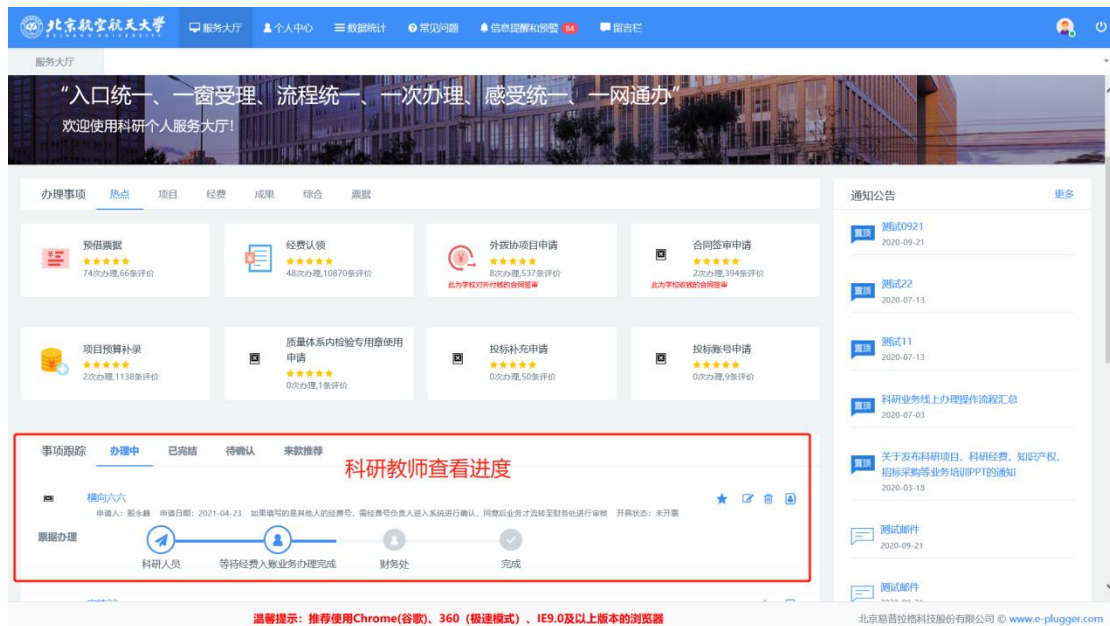 北京航空航天大学
服务大厅 个人中心 数据统计 常见问题 信息提醒和预警 64 留言栏
服务大厅
“入口统一、一窗受理、流程统一、一次办理、感受统一、一网通办”
欢迎使用科研个人服务大厅!
办理事项 热点 项目 经费 成果 综合 票据
预借票据
74次办理,66条评价
经费认领
48次办理,10870条评价
外拨协项目申请
8次办理,537条评价
此为学校对外付钱的合同签审
合同签审申请
2次办理,394条评价
此为学校收钱的合同签审
项目预算补录
2次办理,1138条评价
质量体系内检验专用章使用
申请
0次办理,1条评价
投标补充申请
0次办理,50条评价
投标账号申请
0次办理,9条评价
事项跟踪 办理中 已完结 待确认 来款推荐
科研教师查看进度
横向六六
申请人：殷永峰 申请日期：2021-04-23 如果填写的是其他人的经费号，需经费号负责人进入系统进行确认，同意后业务才流转至财务处进行审核 开具状态：未开票
票据办理
科研人员 等待经费入账业务办理完成 财务处 完成
通知公告 更多
置顶 测试0921
2020-09-21
置顶 测试22
2020-07-13
置顶 测试11
2020-07-13
置顶 科研业务线上办理操作流程汇总
2020-07-03
置顶 关于发布科研项目、科研经费、知识产权、
招标采购等业务培训PPT的通知
2020-03-18
测试邮件
2020-09-21
测试邮件
温馨提示：推荐使用Chrome(谷歌)、360（极速模式）、IE9.0及以上版本的浏览器
北京易普拉格科技股份有限公司 © www.e-plugger.com